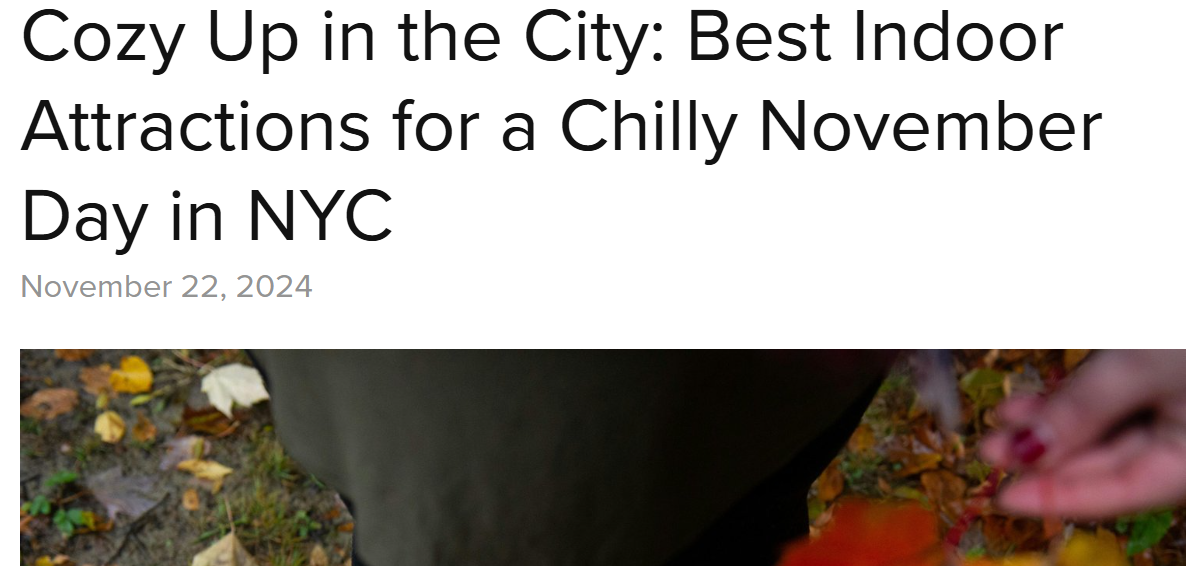 Cozy Up in the City: Best Indoor
Attractions for a Chilly November
Day in NYC
November 22, 2024